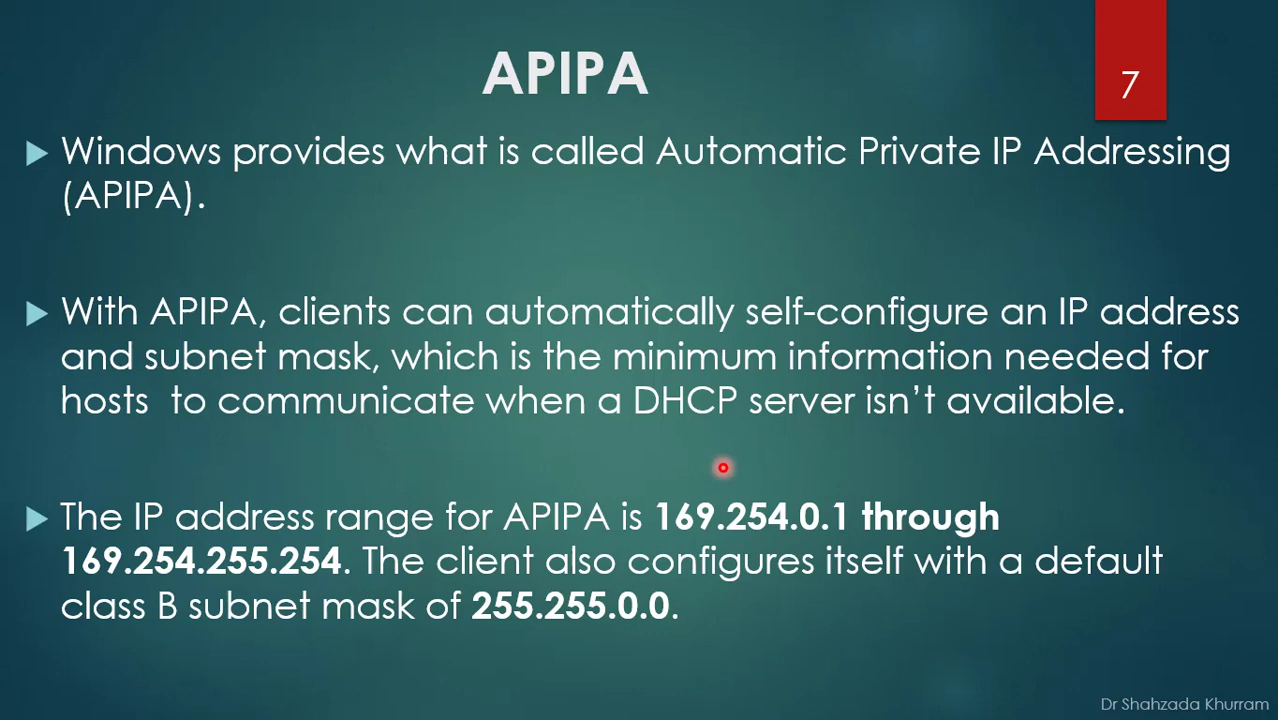 APIPA
7
Windows provides what is called Automatic Private IP Addressing
(APIPA).
With APIPA, clients can automatically self-configure an IP address
and subnet mask, which is the minimum information needed for
hosts  to communicate when a DHCP server isn't available.
The IP address range for APIPA is 169.254.0.1 through
169.254.255.254. The client also configures itself with a default
class B subnet mask of 255.255.0.0.
Dr Shahzada Khurram